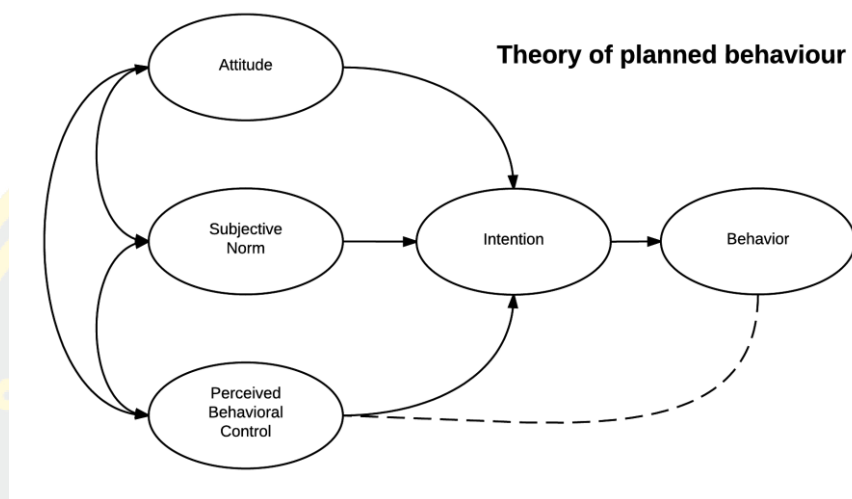 Theory of planned behaviour
Attitude
Subjective
Norm
Intention
Behavior
Perceived
Behavioral
Control